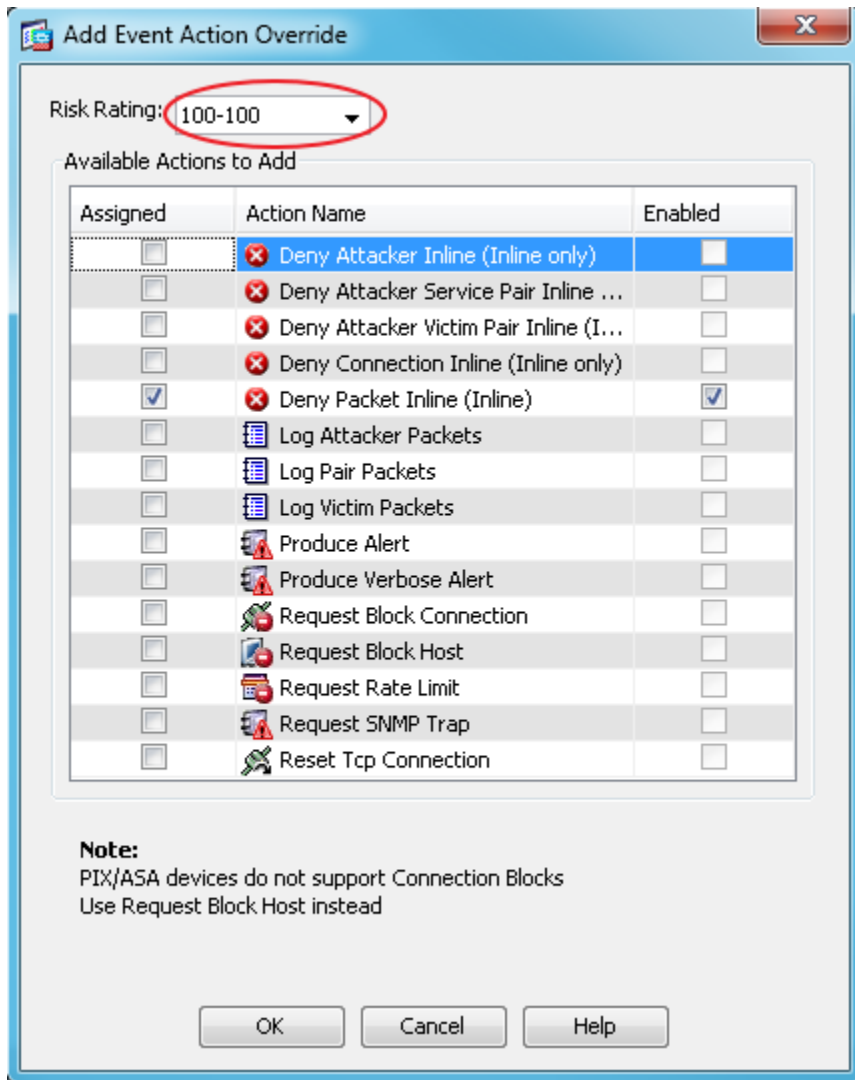 Add Event Action Override
Risk Rating: 100-100
Available Actions to Add
Assigned Action Name Enabled
Deny Attacker Inline (Inline only)
Deny Attacker Service Pair Inline ...
Deny Attacker Victim Pair Inline (I...
Deny Connection Inline (Inline only)
Deny Packet Inline (Inline)
Log Attacker Packets
Log Pair Packets
Log Victim Packets
Produce Alert
Produce Verbose Alert
Request Block Connection
Request Block Host
Request Rate Limit
Request SNMP Trap
Reset Tcp Connection
Note:
PIX/ASA devices do not support Connection Blocks
Use Request Block Host instead
OK Cancel Help